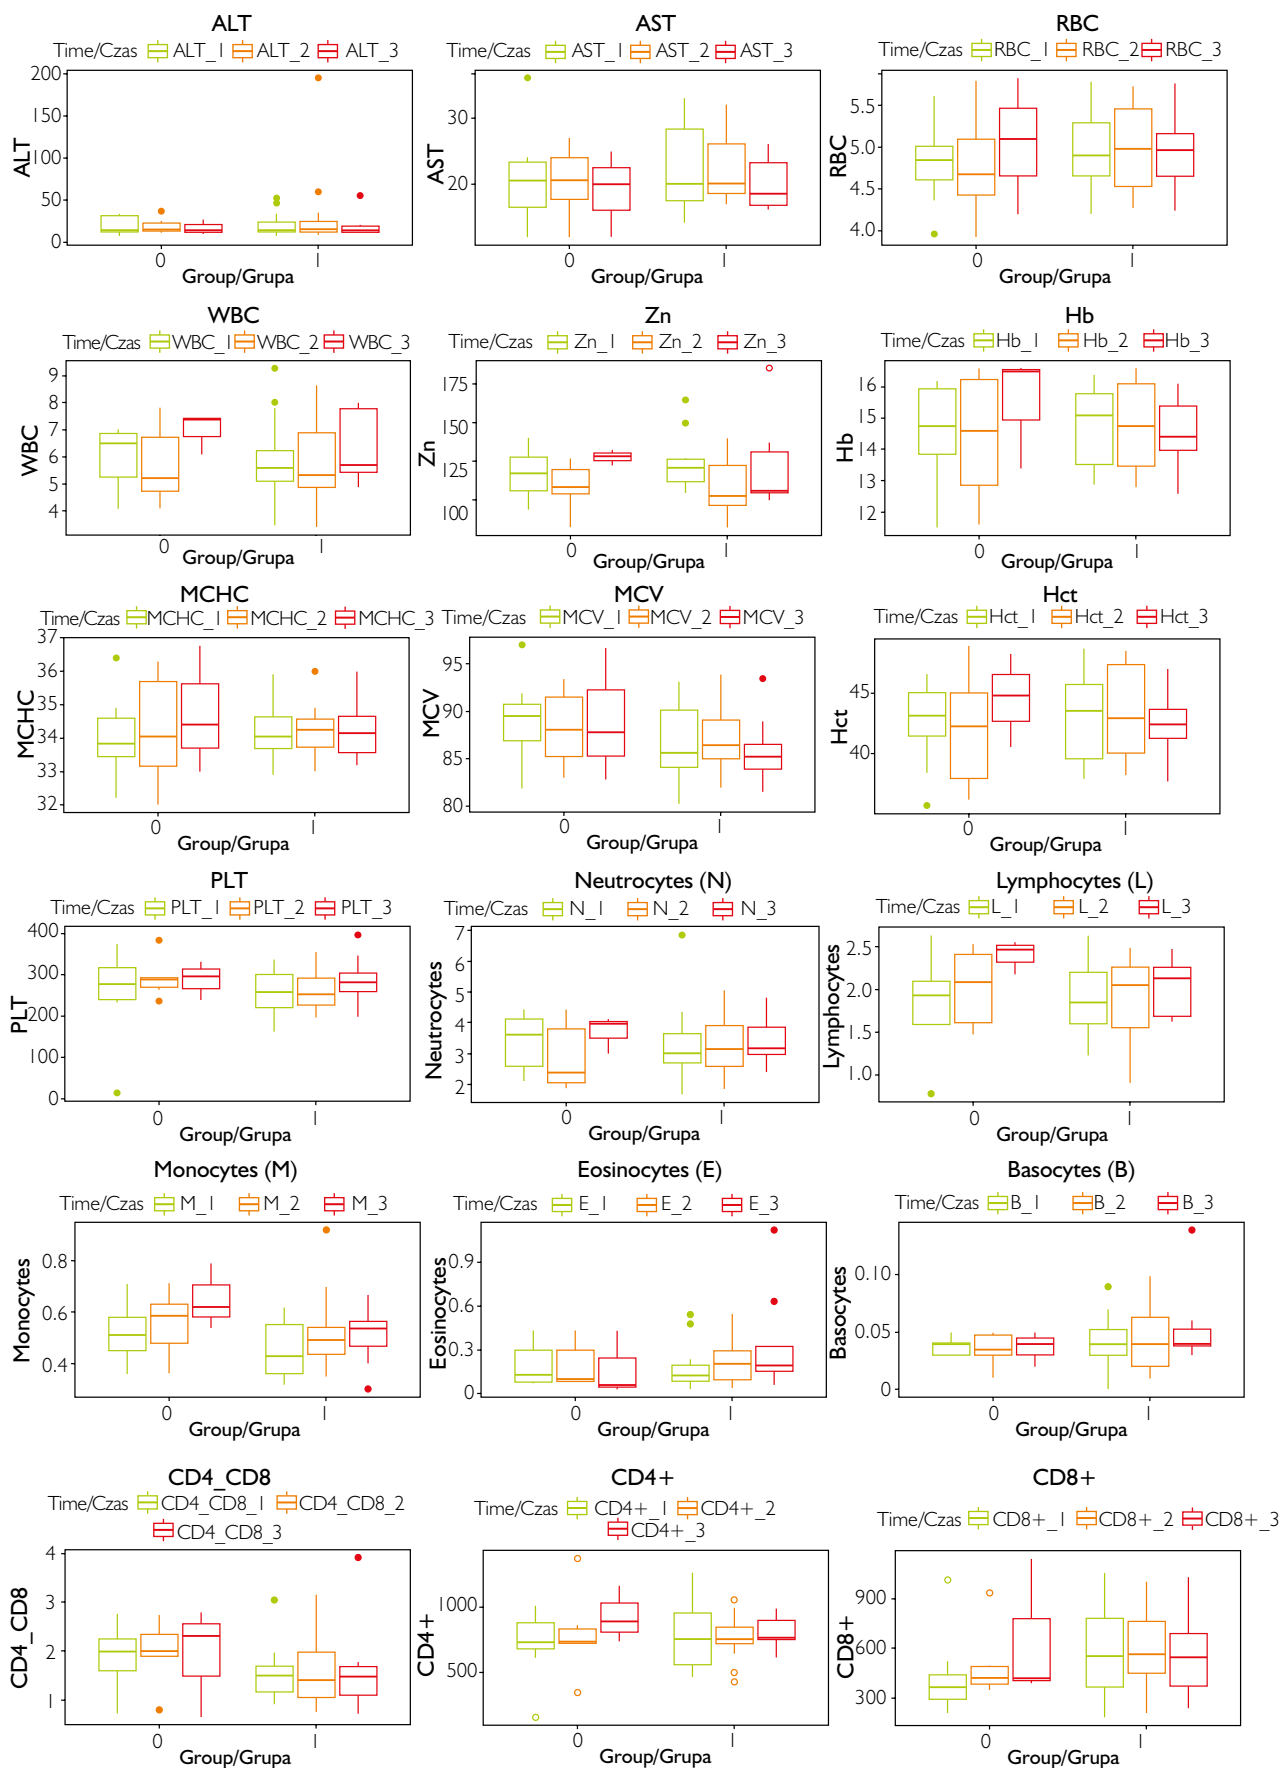 ALT
Time/Czas ALT_1 ALT_2 ALT_3
200
150
100
50
0
ALT
0 1
Group/Grupa
AST
Time/Czas AST_1 AST_2 AST_3
30
20
AST
0 1
Group/Grupa
RBC
Time/Czas RBC_1 RBC_2 RBC_3
5.5
5.0
4.5
4.0
RBC
0 1
Group/Grupa
WBC
Time/Czas WBC_1 WBC_2 WBC_3
9
8
7
6
5
4
WBC
0 1
Group/Grupa
Zn
Time/Czas Zn_1 Zn_2 Zn_3
175
150
125
100
Zn
0 1
Group/Grupa
Hb
Time/Czas Hb_1 Hb_2 Hb_3
16
15
14
13
12
Hb
0 1
Group/Grupa
MCHC
Time/Czas MCHC_1 MCHC_2 MCHC_3
37
36
35
34
33
32
MCHC
0 1
Group/Grupa
MCV
Time/Czas MCV_1 MCV_2 MCV_3
95
90
85
80
MCV
0 1
Group/Grupa
Hct
Time/Czas Hct_1 Hct_2 Hct_3
45
40
Hct
0 1
Group/Grupa
PLT
Time/Czas PLT_1 PLT_2 PLT_3
400
300
200
100
0
PLT
0 1
Group/Grupa
Neutrocytes (N)
Time/Czas N_1 N_2 N_3
7
6
5
4
3
2
Neutrocytes
0 1
Group/Grupa
Lymphocytes (L)
Time/Czas L_1 L_2 L_3
2.5
2.0
1.5
1.0
Lymphocytes
0 1
Group/Grupa
Monocytes (M)
Time/Czas M_1 M_2 M_3
0.8
0.6
0.4
Monocytes
0 1
Group/Grupa
Eosinocytes (E)
Time/Czas E_1 E_2 E_3
0.9
0.6
0.3
0
Eosinocytes
0 1
Group/Grupa
Basocytes (B)
Time/Czas B_1 B_2 B_3
0.10
0.05
0
Basocytes
0 1
Group/Grupa
CD4_CD8
Time/Czas CD4_CD8_1 CD4_CD8_2
CD4_CD8_3
4
3
2
1
CD4_CD8
0 1
Group/Grupa
CD4+
Time/Czas CD4+_1 CD4+_2
CD4+_3
1000
500
CD4+
0 1
Group/Grupa
CD8+
Time/Czas CD8+_1 CD8+_2 CD8+_3
900
600
300
CD8+
0 1
Group/Grupa